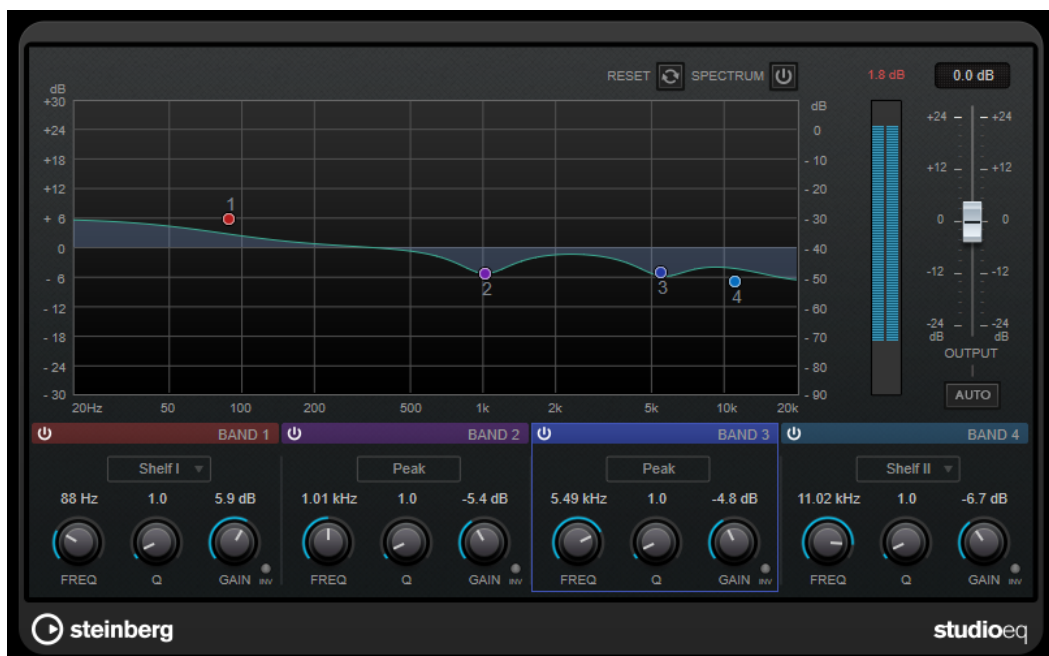 RESET SPECTRUM 1.8 dB 0.0 dB
dB
+30 dB
+24 0 +24 +24
+18 - 10
+12 - 20 +12 +12
+ 6 1 - 30
0 - 40 0 0
- 6 2 3 4 - 50
- 12 - 60 -12 -12
- 18 - 70 -24 -24
dB dB
- 24 - 80 OUTPUT
- 30 - 90 AUTO
20Hz 50 100 200 500 1k 2k 5k 10k 20k
BAND 1 BAND 2 BAND 3 BAND 4
Shelf I Peak Peak Shelf II
88 Hz 1.0 5.9 dB 1.01 kHz 1.0 -5.4 dB 5.49 kHz 1.0 -4.8 dB 11.02 kHz 1.0 -6.7 dB
FREQ Q GAIN INV FREQ Q GAIN INV FREQ Q GAIN INV FREQ Q GAIN INV
steinberg studioeq